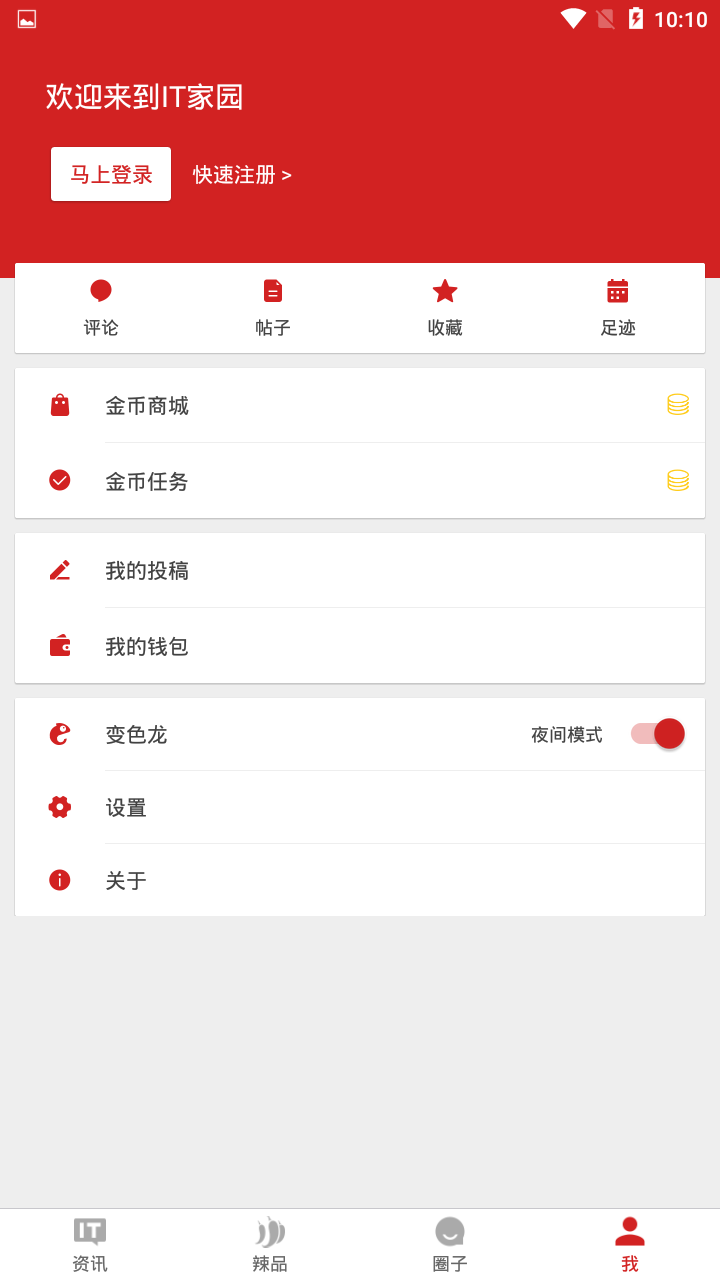 10:10
欢迎来到IT家园
马上登录 快速注册 >
评论 帖子 收藏 足迹
金币商城
金币任务
我的投稿
我的钱包
变色龙 夜间模式
设置
关于
IT
资讯 辣品 圈子 我